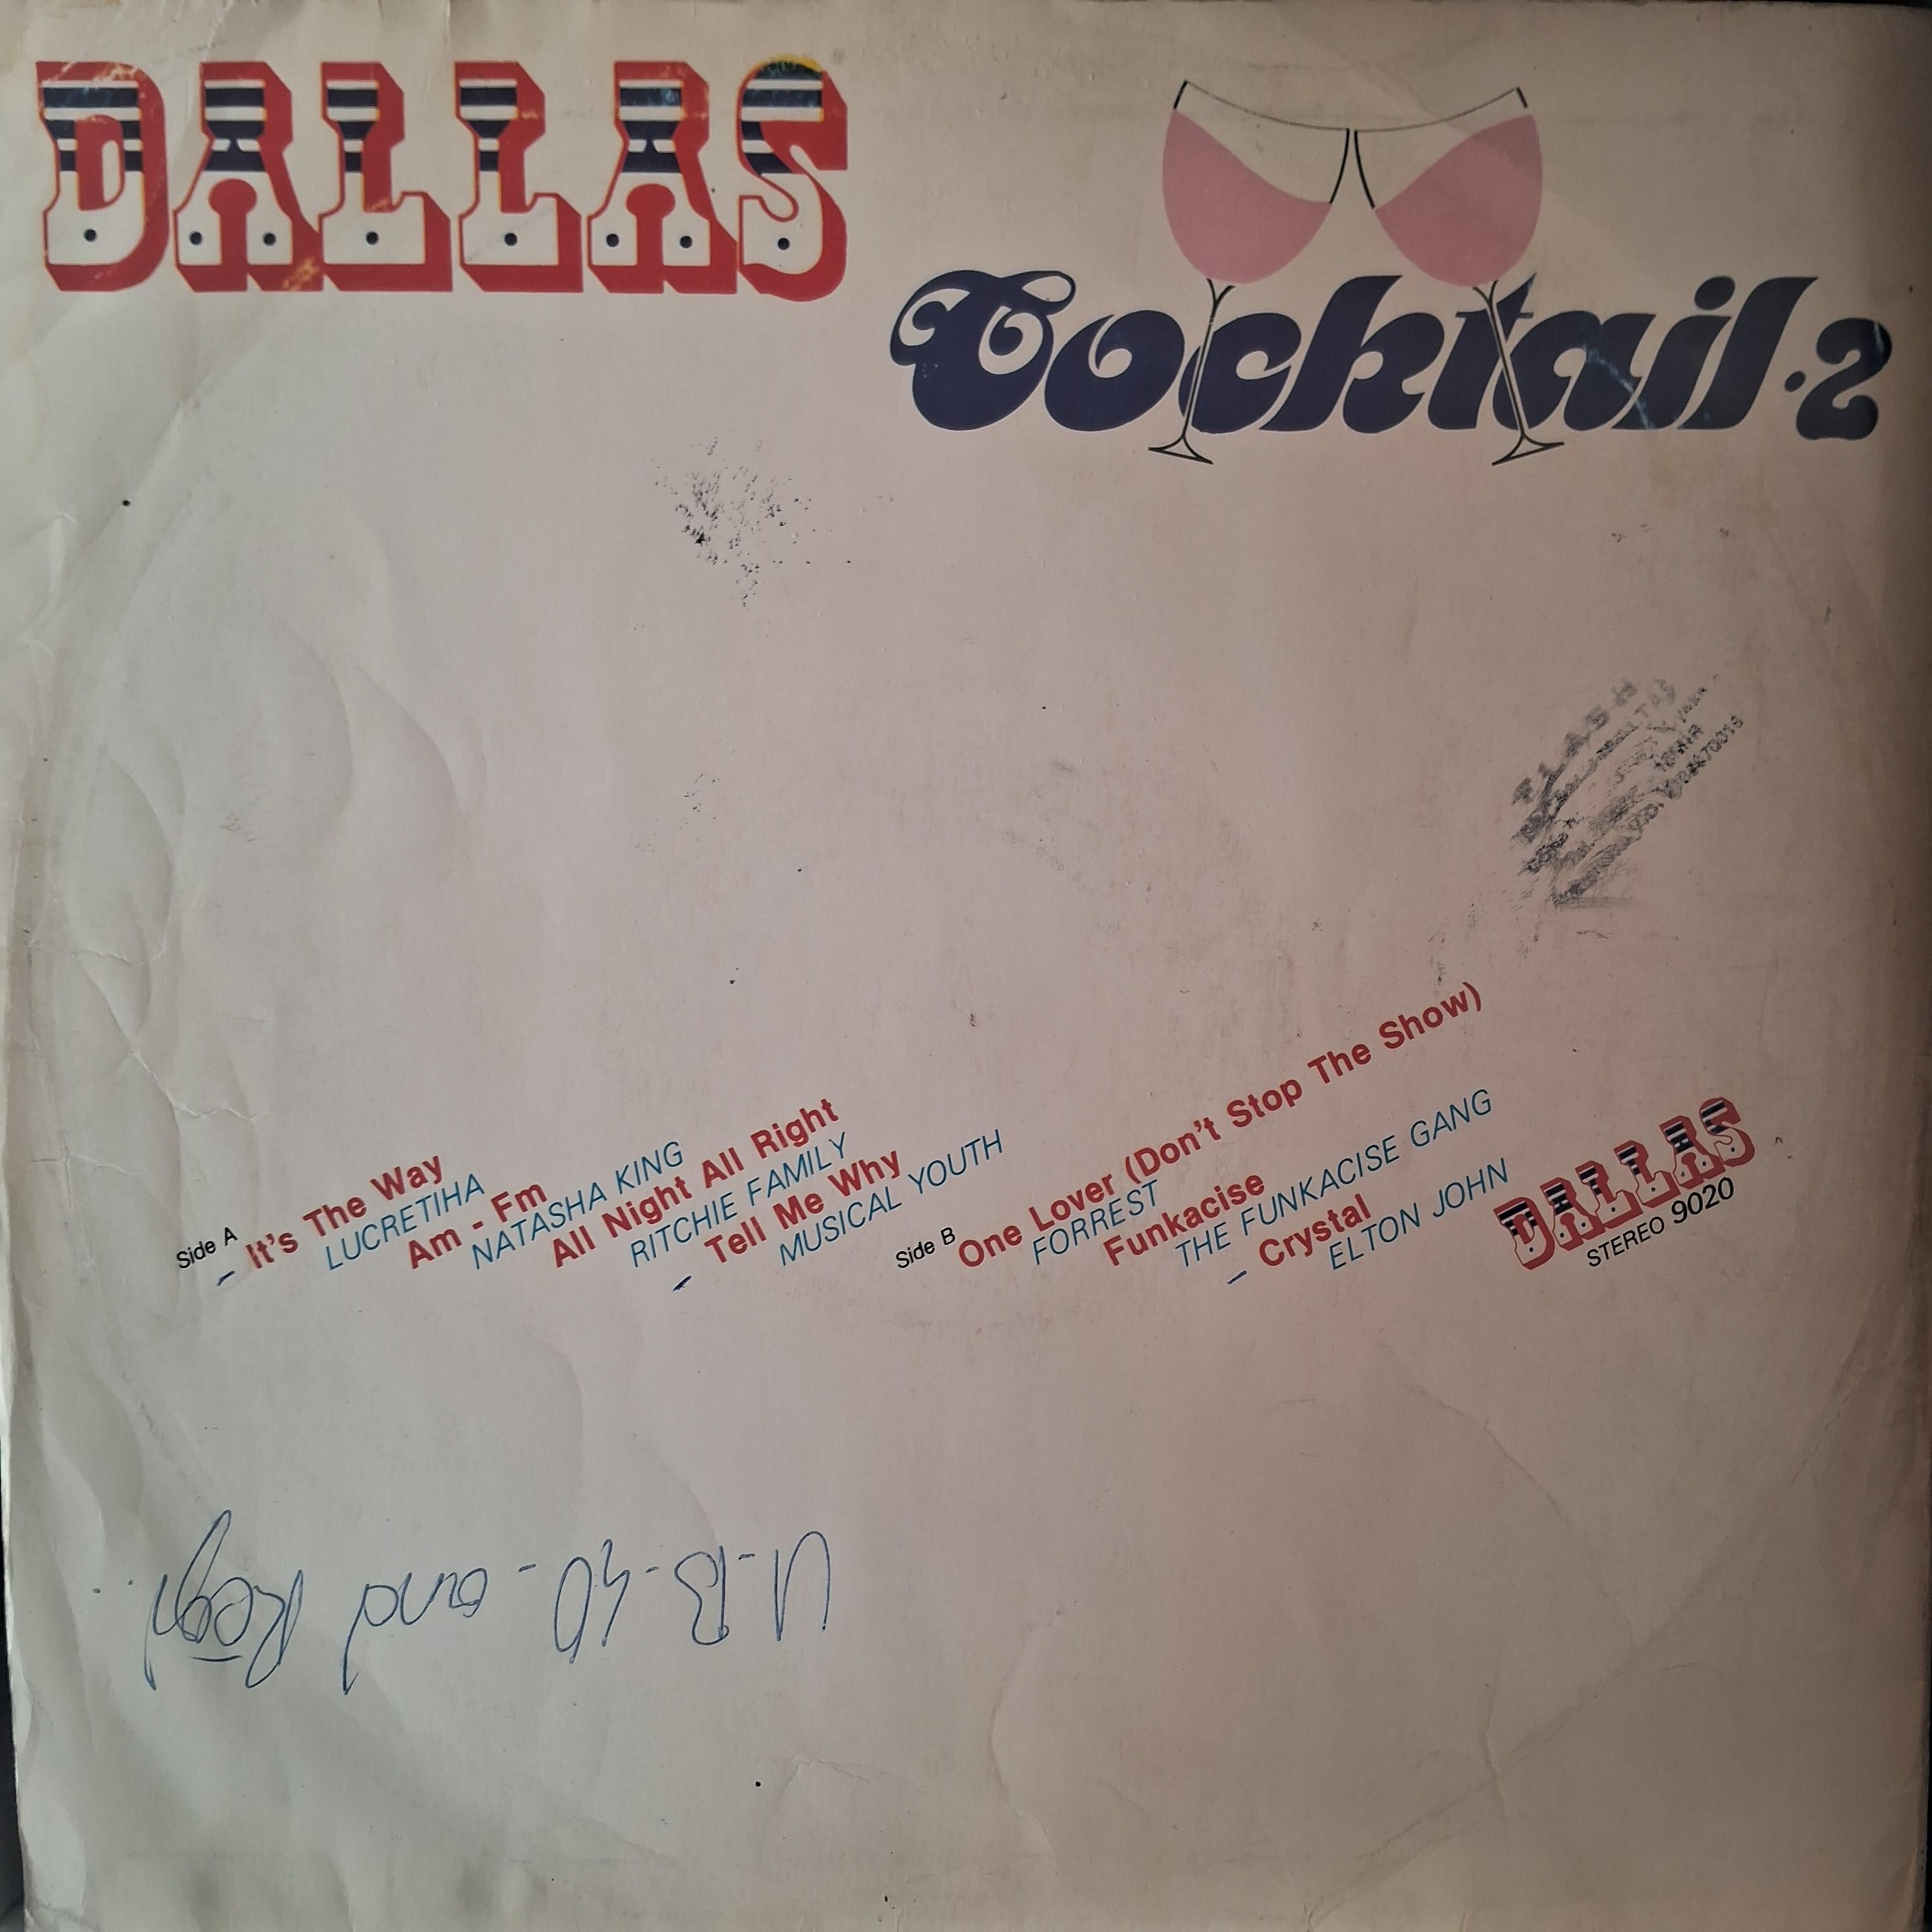 DALLAS
Cocktail·2
Side A
It's The Way
LUCRETIHA
Am - Fm
NATASHA KING
All Night All Right
RITCHIE FAMILY
Tell Me Why
MUSICAL YOUTH
Side B
One Lover (Don't Stop The Show)
FORREST
Funkacise
THE FUNKACISE GANG
Crystal
ELTON JOHN
DALLAS
STEREO 9020
U-B-40- and